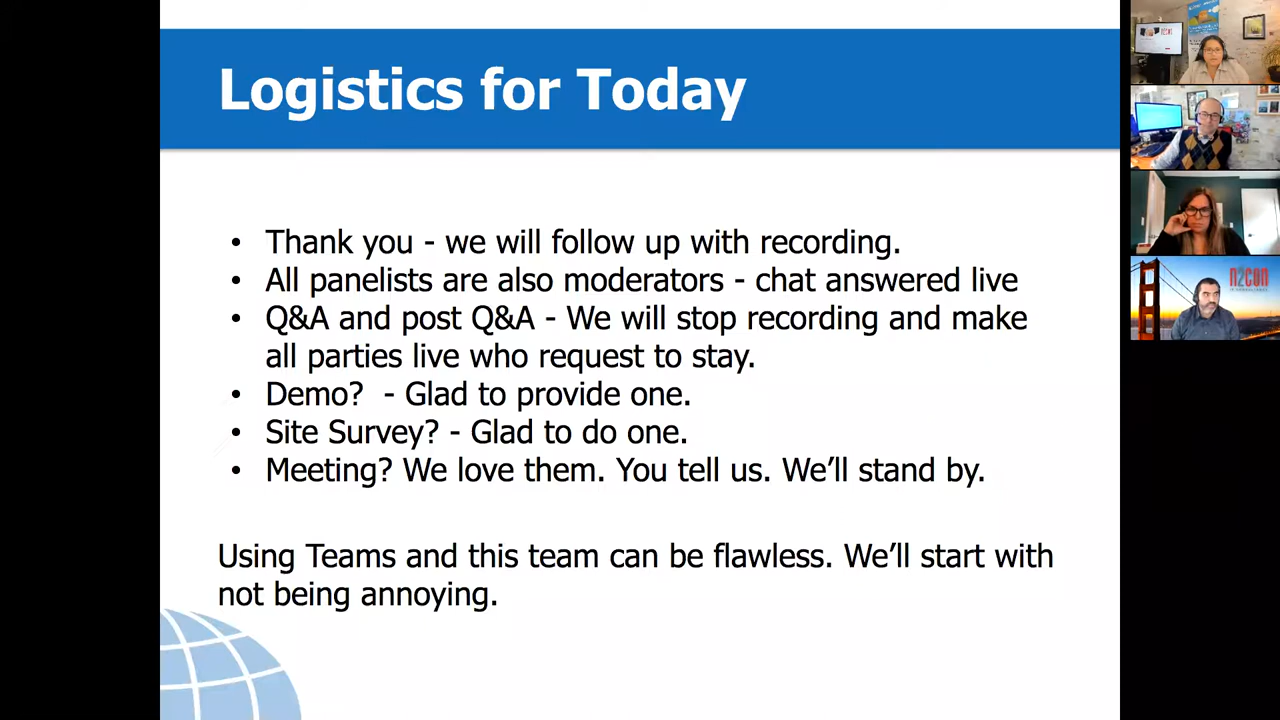 Logistics for Today
• Thank you - we will follow up with recording.
• All panelists are also moderators - chat answered live
• Q&A and post Q&A - We will stop recording and make
all parties live who request to stay.
• Demo?  - Glad to provide one.
• Site Survey? - Glad to do one.
• Meeting? We love them. You tell us. We’ll stand by.
Using Teams and this team can be flawless. We’ll start with
not being annoying.
N2CON